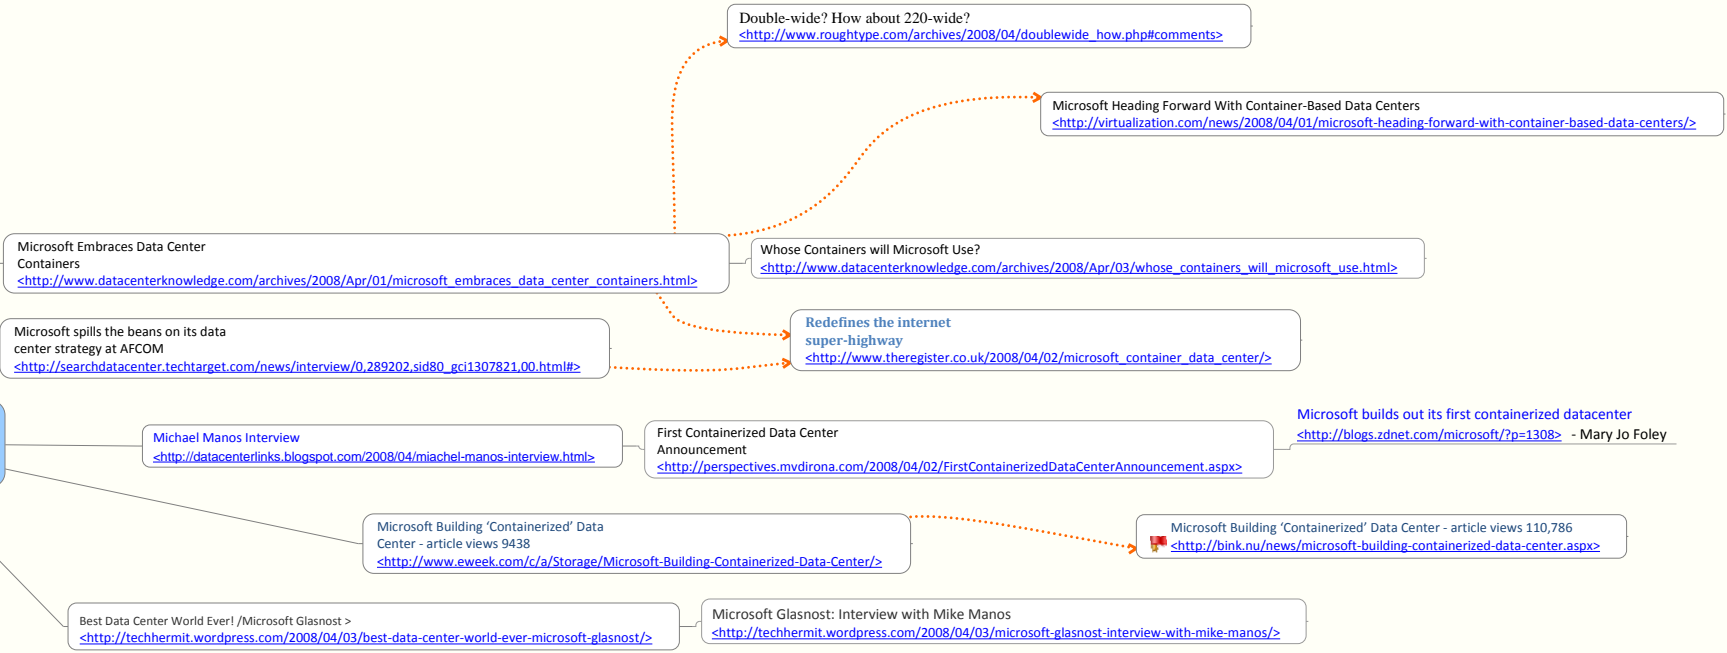 Double-wide? How about 220-wide?
<http://www.roughtype.com/archives/2008/04/doublewide_how.php#comments>
Microsoft Heading Forward With Container-Based Data Centers
<http://virtualization.com/news/2008/04/01/microsoft-heading-forward-with-container-based-data-centers/>
Microsoft Embraces Data Center
Containers
<http://www.datacenterknowledge.com/archives/2008/Apr/01/microsoft_embraces_data_center_containers.html>
Whose Containers will Microsoft Use?
<http://www.datacenterknowledge.com/archives/2008/Apr/03/whose_containers_will_microsoft_use.html>
Microsoft spills the beans on its data
center strategy at AFCOM
<http://searchdatacenter.techtarget.com/news/interview/0,289202,sid80_gci1307821,00.html#>
Redefines the internet
super-highway
<http://www.theregister.co.uk/2008/04/02/microsoft_container_data_center/>
Michael Manos Interview
<http://datacenterlinks.blogspot.com/2008/04/miachel-manos-interview.html>
First Containerized Data Center
Announcement
<http://perspectives.mvdirona.com/2008/04/02/FirstContainerizedDataCenterAnnouncement.aspx>
Microsoft builds out its first containerized datacenter
<http://blogs.zdnet.com/microsoft/?p=1308> - Mary Jo Foley
Microsoft Building ‘Containerized’ Data
Center - article views 9438
<http://www.eweek.com/c/a/Storage/Microsoft-Building-Containerized-Data-Center/>
Microsoft Building ‘Containerized’ Data Center - article views 110,786
<http://bink.nu/news/microsoft-building-containerized-data-center.aspx>
Best Data Center World Ever! /Microsoft Glasnost >
<http://techhermit.wordpress.com/2008/04/03/best-data-center-world-ever-microsoft-glasnost/>
Microsoft Glasnost: Interview with Mike Manos
<http://techhermit.wordpress.com/2008/04/03/microsoft-glasnost-interview-with-mike-manos/>